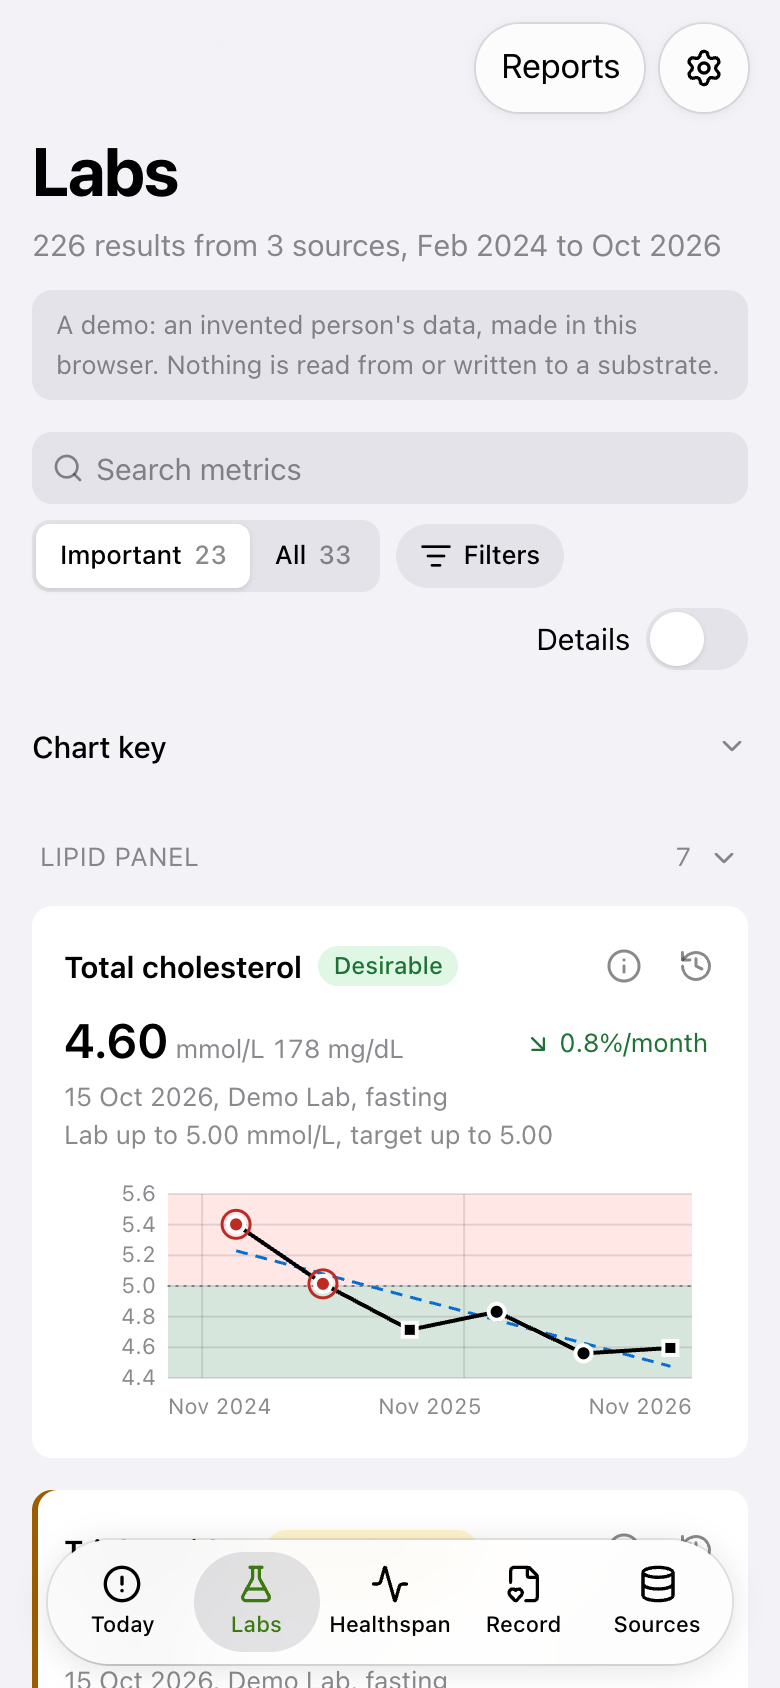 Reports
Labs
226 results from 3 sources, Feb 2024 to Oct 2026
A demo: an invented person's data, made in this
browser. Nothing is read from or written to a substrate.
Search metrics
Important 23
All 33
Filters
Details
Chart key
LIPID PANEL 7
Total cholesterol
Desirable
4.60 mmol/L 178 mg/dL
0.8%/month
15 Oct 2026, Demo Lab, fasting
Lab up to 5.00 mmol/L, target up to 5.00
5.6
5.4
5.2
5.0
4.8
4.6
4.4
Nov 2024 Nov 2025 Nov 2026
Today
Labs
Healthspan
Record
Sources
15 Oct 2026, Demo Lab, fasting